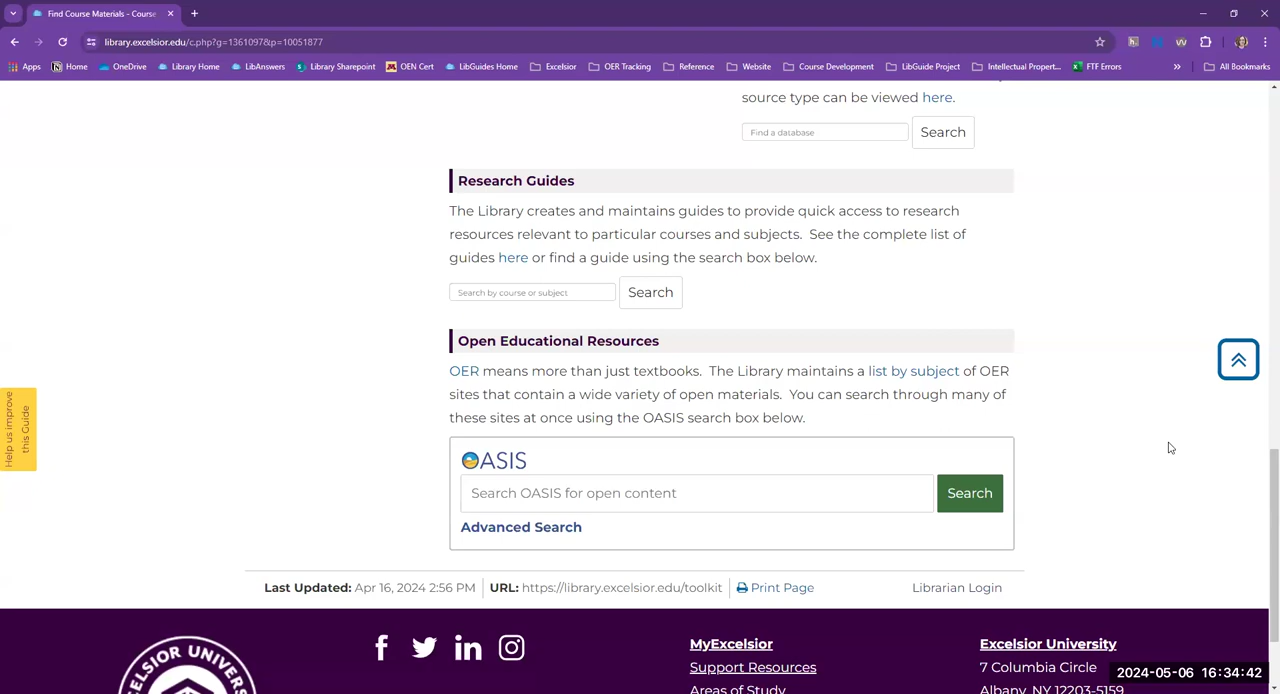 Find Course Materials - Course
library.excelsior.edu/c.php?g=1361097&p=10051877
Apps
Home
OneDrive
Library Home
LibAnswers
Library Sharepoint
OEN Cert
LibGuides Home
Excelsior
OER Tracking
Reference
Website
Course Development
LibGuide Project
Intellectual Propert...
FTF Errors
»
All Bookmarks
source type can be viewed here.
Find a database
Search
Research Guides
The Library creates and maintains guides to provide quick access to research
resources relevant to particular courses and subjects. See the complete list of
guides here or find a guide using the search box below.
Search by course or subject
Search
Open Educational Resources
OER means more than just textbooks. The Library maintains a list by subject of OER
sites that contain a wide variety of open materials. You can search through many of
these sites at once using the OASIS search box below.
Help us improve
this Guide
OASIS
Search OASIS for open content
Search
Advanced Search
Last Updated: Apr 16, 2024 2:56 PM
URL: https://library.excelsior.edu/toolkit
Print Page
Librarian Login
EXCELSIOR UNIVERSITY
MyExcelsior
Support Resources
Areas of Study
Excelsior University
7 Columbia Circle
Albany, NY 12203-5159
2024-05-06 16:34:42